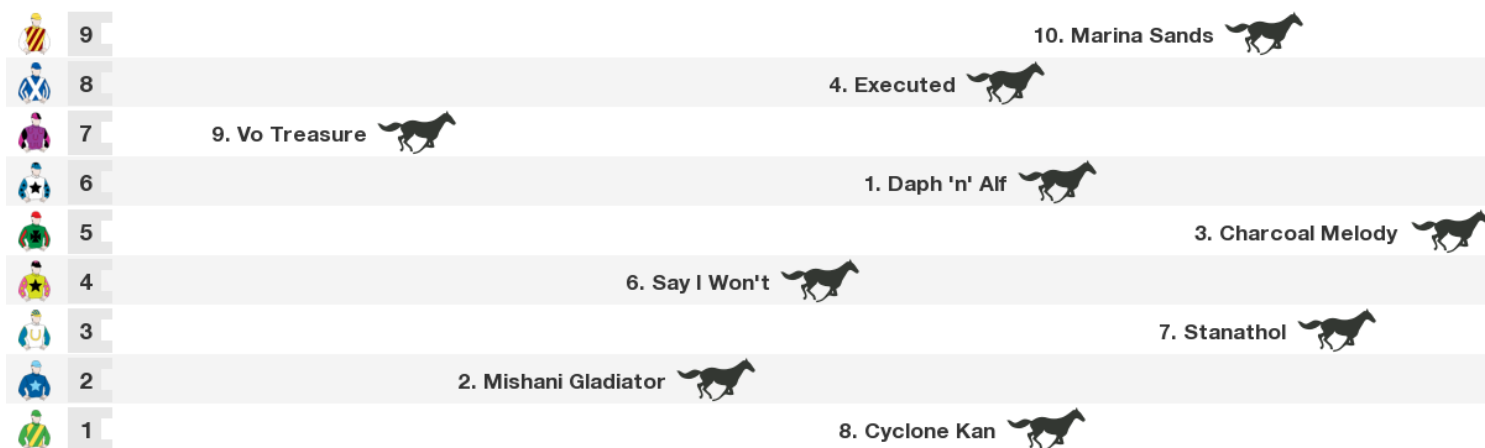 9 10. Marina Sands
8 4. Executed
7 9. Vo Treasure
6 1. Daph 'n' Alf
5 3. Charcoal Melody
4 6. Say I Won't
3 7. Stanathol
2 2. Mishani Gladiator
1 8. Cyclone Kan